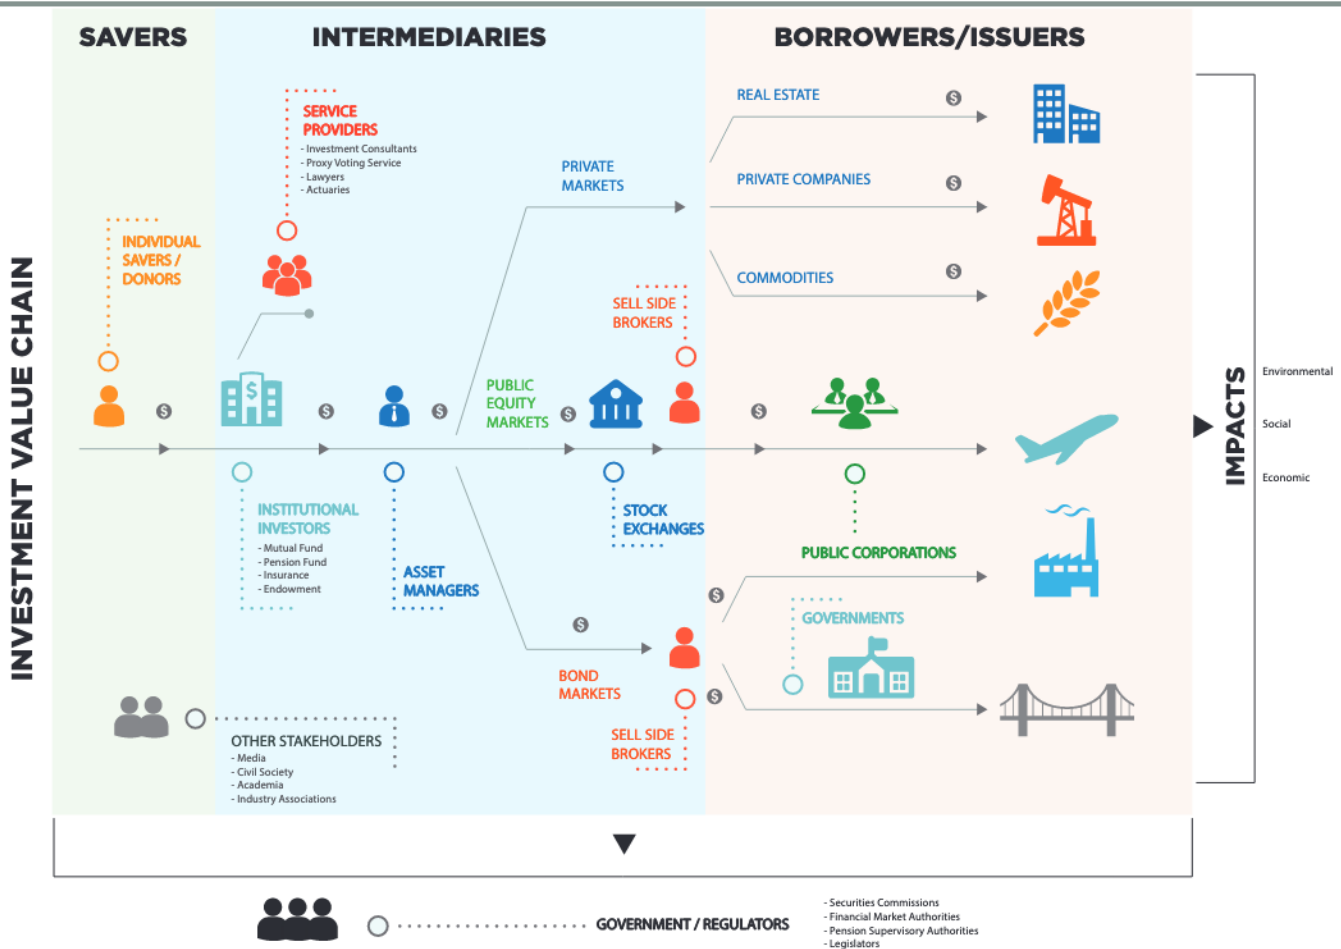 SAVERS
INTERMEDIARIES
BORROWERS/ISSUERS
INVESTMENT VALUE CHAIN
INDIVIDUAL
SAVERS /
DONORS
$
SERVICE
PROVIDERS
- Investment Consultants
- Proxy Voting Service
- Lawyers
- Actuaries
$
INSTITUTIONAL
INVESTORS
- Mutual Fund
- Pension Fund
- Insurance
- Endowment
$
ASSET
MANAGERS
$
PRIVATE
MARKETS
PUBLIC
EQUITY
MARKETS
$
SELL SIDE
BROKERS
STOCK
EXCHANGES
$
BOND
MARKETS
SELL SIDE
BROKERS
REAL ESTATE
$
PRIVATE COMPANIES
$
COMMODITIES
$
$
PUBLIC CORPORATIONS
$
GOVERNMENTS
$
OTHER STAKEHOLDERS
- Media
- Civil Society
- Academia
- Industry Associations
IMPACTS
Environmental
Social
Economic
GOVERNMENT / REGULATORS
- Securities Commissions
- Financial Market Authorities
- Pension Supervisory Authorities
- Legislators